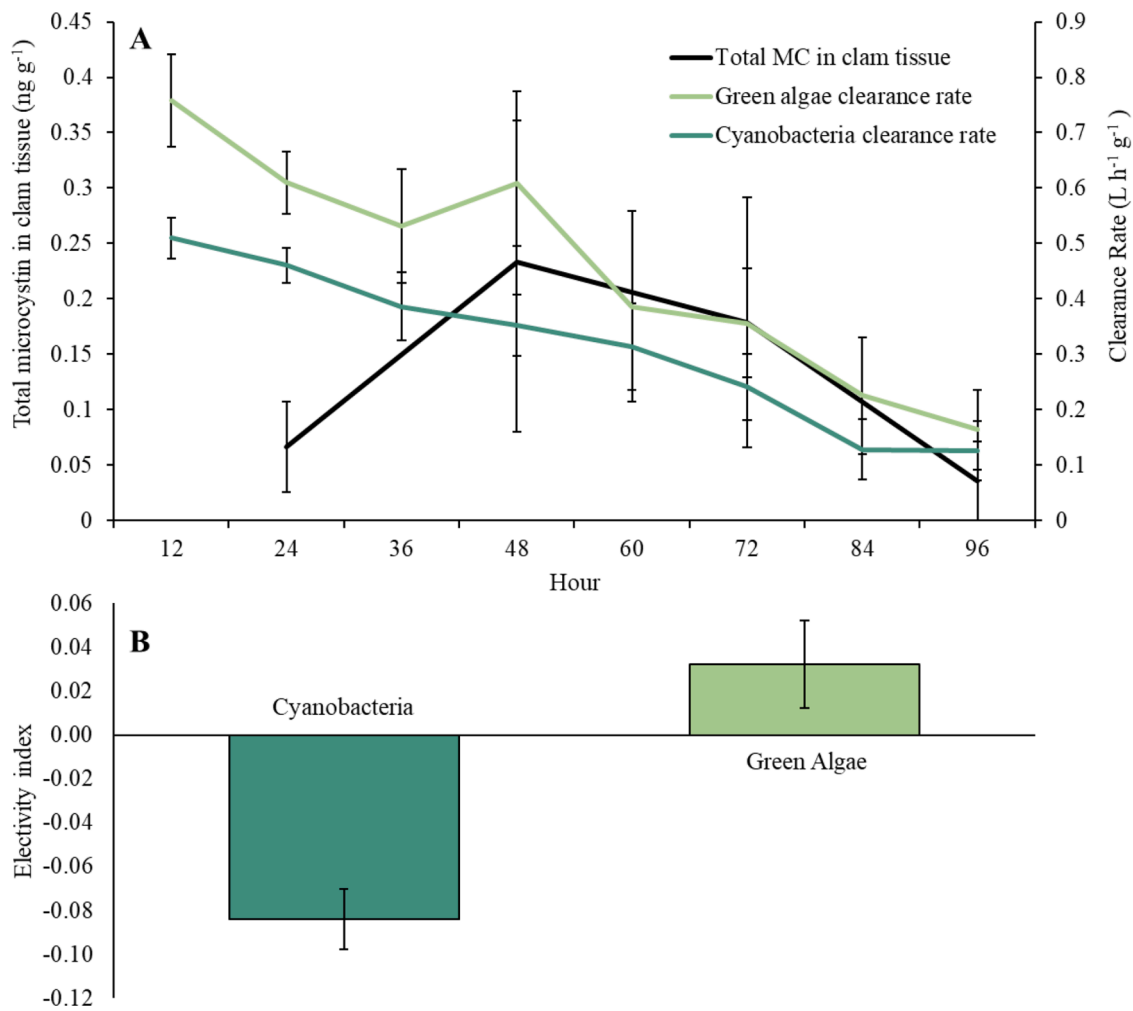 A
Total MC in clam tissue
Green algae clearance rate
Cyanobacteria clearance rate
Total microcystin in clam tissue (ng g⁻¹)
0.45
0.4
0.35
0.3
0.25
0.2
0.15
0.1
0.05
0
Clearance Rate (L h⁻¹ g⁻¹)
0.9
0.8
0.7
0.6
0.5
0.4
0.3
0.2
0.1
0
12 24 36 48 60 72 84 96
Hour
B
Electivity index
0.06
0.04
0.02
0.00
-0.02
-0.04
-0.06
-0.08
-0.10
-0.12
Cyanobacteria
Green Algae